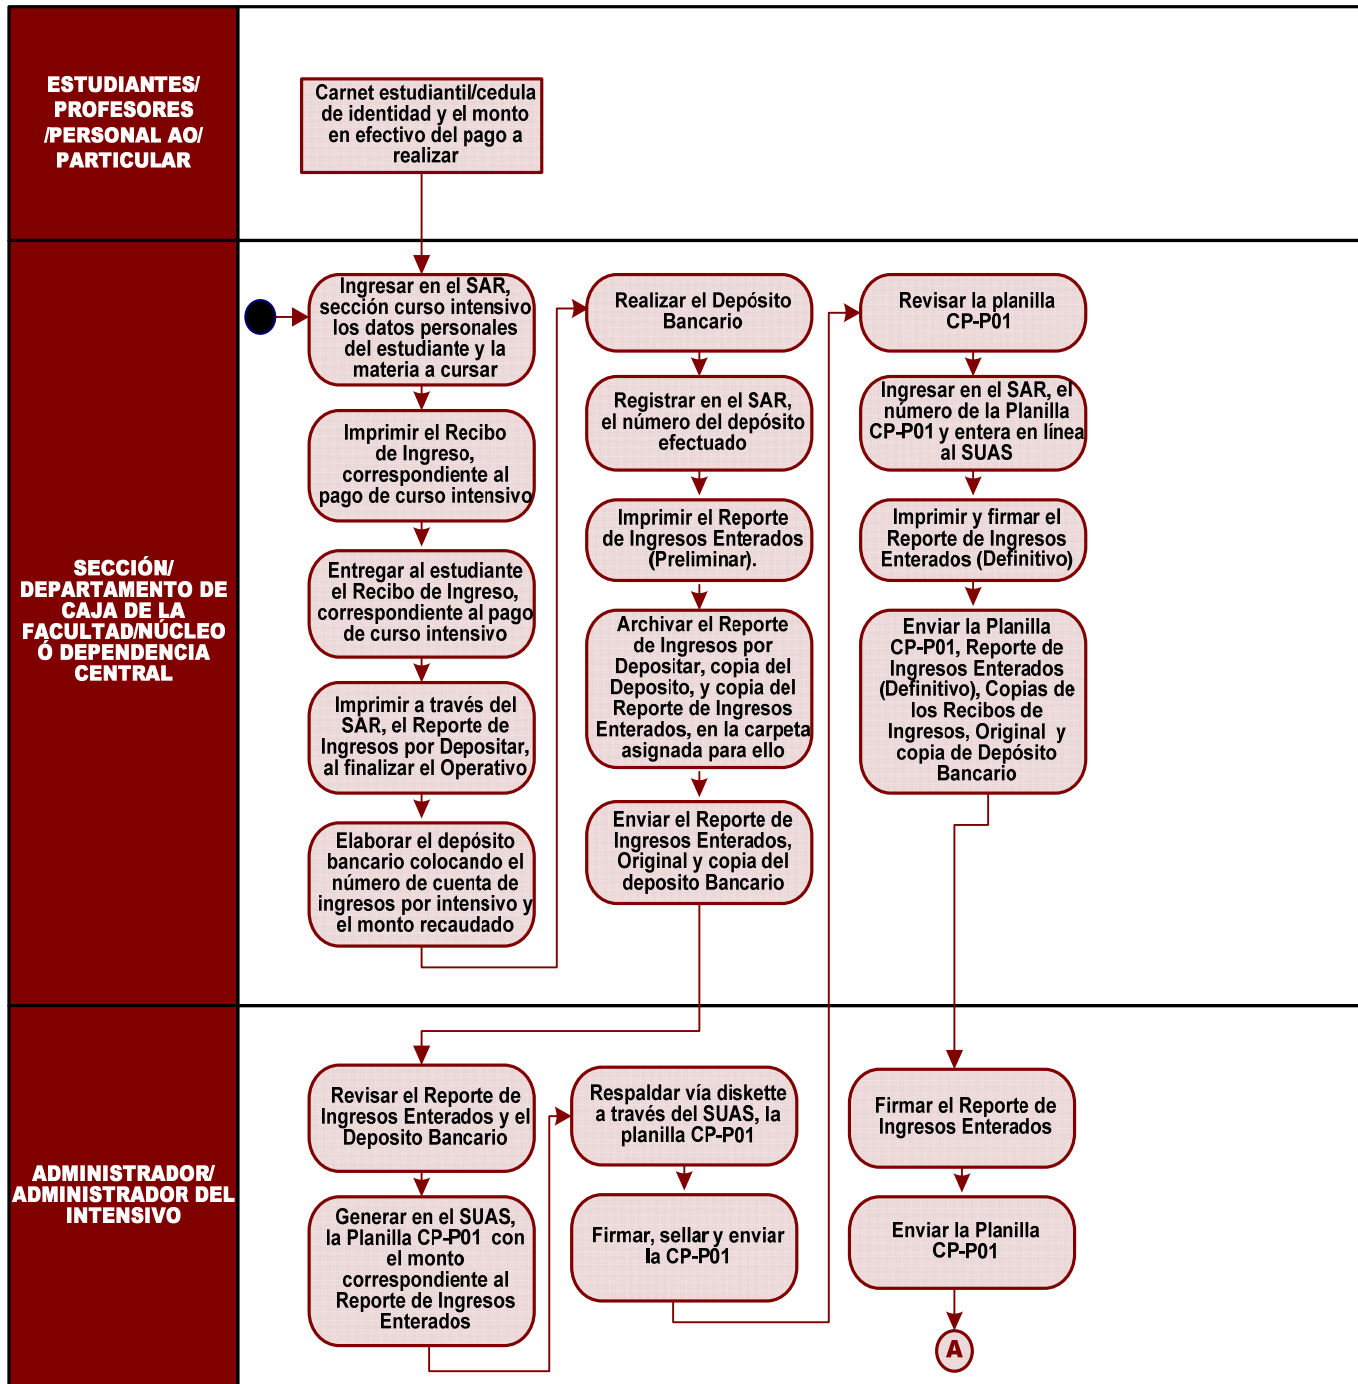 ESTUDIANTES/
PROFESORES
/PERSONAL AO/
PARTICULAR
Carnet estudiantil/cedula
de identidad y el monto
en efectivo del pago a
realizar
SECCIÓN/
DEPARTAMENTO DE
CAJA DE LA
FACULTAD/NÚCLEO
Ó DEPENDENCIA
CENTRAL
Ingresar en el SAR,
sección curso intensivo
los datos personales
del estudiante y la
materia a cursar
Imprimir el Recibo
de Ingreso,
correspondiente al
pago de curso intensivo
Entregar al estudiante
el Recibo de Ingreso,
correspondiente al pago
de curso intensivo
Imprimir a través del
SAR, el Reporte de
Ingresos por Depositar,
al finalizar el Operativo
Elaborar el depósito
bancario colocando el
número de cuenta de
ingresos por intensivo y
el monto recaudado
Realizar el Depósito
Bancario
Registrar en el SAR,
el número del depósito
efectuado
Imprimir el Reporte
de Ingresos Enterados
(Preliminar).
Archivar el Reporte
de Ingresos por
Depositar, copia del
Deposito, y copia del
Reporte de Ingresos
Enterados, en la carpeta
asignada para ello
Enviar el Reporte de
Ingresos Enterados,
Original y copia del
deposito Bancario
Revisar la planilla
CP-P01
Ingresar en el SAR, el
número de la Planilla
CP-P01 y entera en línea
al SUAS
Imprimir y firmar el
Reporte de Ingresos
Enterados (Definitivo)
Enviar la Planilla
CP-P01, Reporte de
Ingresos Enterados
(Definitivo), Copias de
los Recibos de
Ingresos, Original y
copia de Depósito
Bancario
ADMINISTRADOR/
ADMINISTRADOR DEL
INTENSIVO
Revisar el Reporte de
Ingresos Enterados y el
Deposito Bancario
Generar en el SUAS,
la Planilla CP-P01 con
el monto
correspondiente al
Reporte de Ingresos
Enterados
Respaldar vía diskette
a través del SUAS, la
planilla CP-P01
Firmar, sellar y enviar
la CP-P01
Firmar el Reporte de
Ingresos Enterados
Enviar la Planilla
CP-P01
A